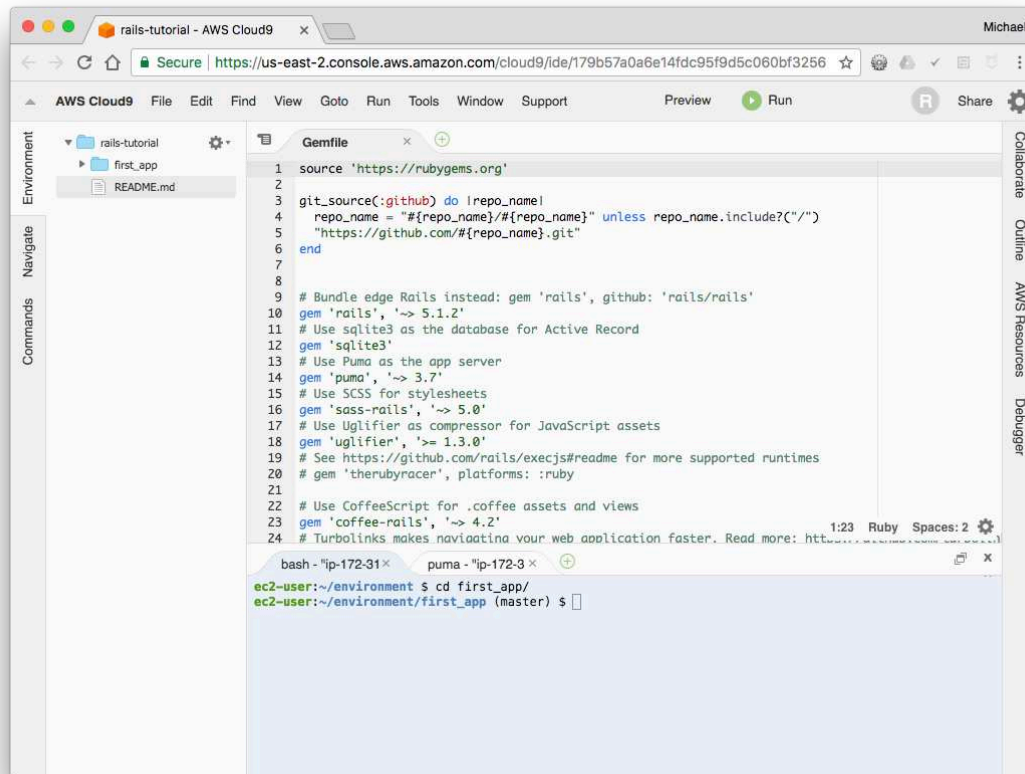 rails-tutorial - AWS Cloud9
Michael
Secure | https://us-east-2.console.aws.amazon.com/cloud9/ide/179b57a0a6e14fdc95f9d5c060bf3256
AWS Cloud9 File Edit Find View Goto Run Tools Window Support Preview Run R Share
Environment
Navigate
Commands
rails-tutorial
first_app
README.md
Gemfile
1 source 'https://rubygems.org'
2
3 git_source(:github) do |repo_name|
4 repo_name = "#{repo_name}/#{repo_name}" unless repo_name.include?("/")
5 "https://github.com/#{repo_name}.git"
6 end
7
8
9 # Bundle edge Rails instead: gem 'rails', github: 'rails/rails'
10 gem 'rails', '~> 5.1.2'
11 # Use sqlite3 as the database for Active Record
12 gem 'sqlite3'
13 # Use Puma as the app server
14 gem 'puma', '~> 3.7'
15 # Use SCSS for stylesheets
16 gem 'sass-rails', '~> 5.0'
17 # Use Uglifier as compressor for JavaScript assets
18 gem 'uglifier', '>= 1.3.0'
19 # See https://github.com/rails/execjs#readme for more supported runtimes
20 # gem 'therubyracer', platforms: :ruby
21
22 # Use CoffeeScript for .coffee assets and views
23 gem 'coffee-rails', '~> 4.2'
24 # Turbolinks makes navigating your web application faster. Read more:
1:23 Ruby Spaces: 2
bash - "ip-172-31
puma - "ip-172-3
ec2-user:~/environment $ cd first_app/
ec2-user:~/environment/first_app (master) $
Collaborate
Outline
AWS Resources
Debugger